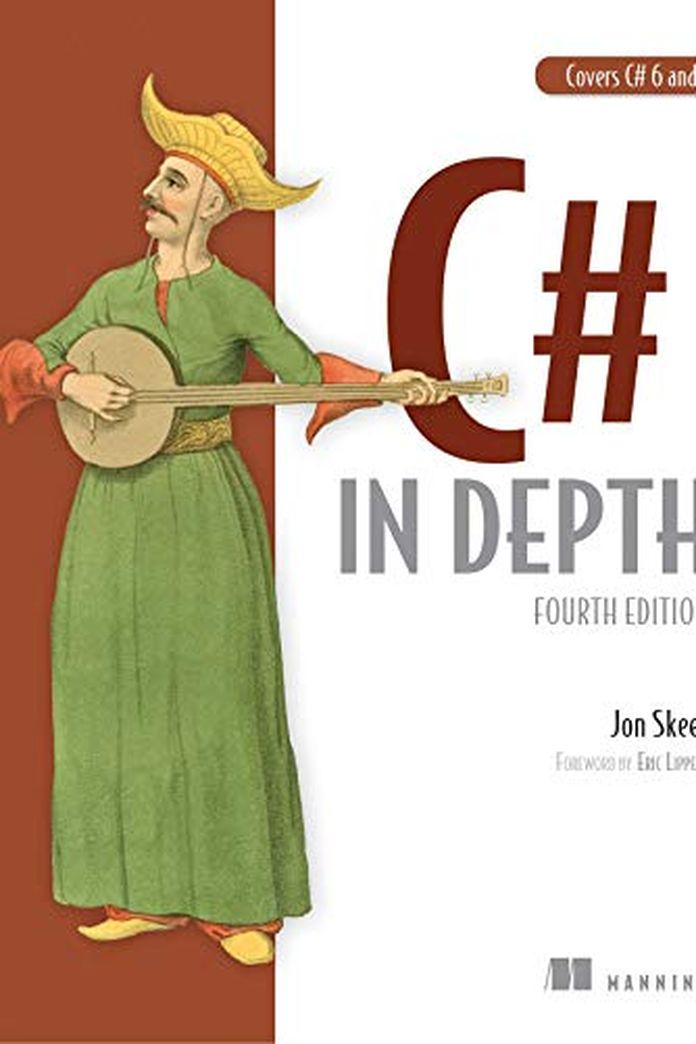 Covers C# 6 and
C#
IN DEPTH
FOURTH EDITIO
Jon Skee
FOREWORD BY ERIC LIPPE
MANNIN